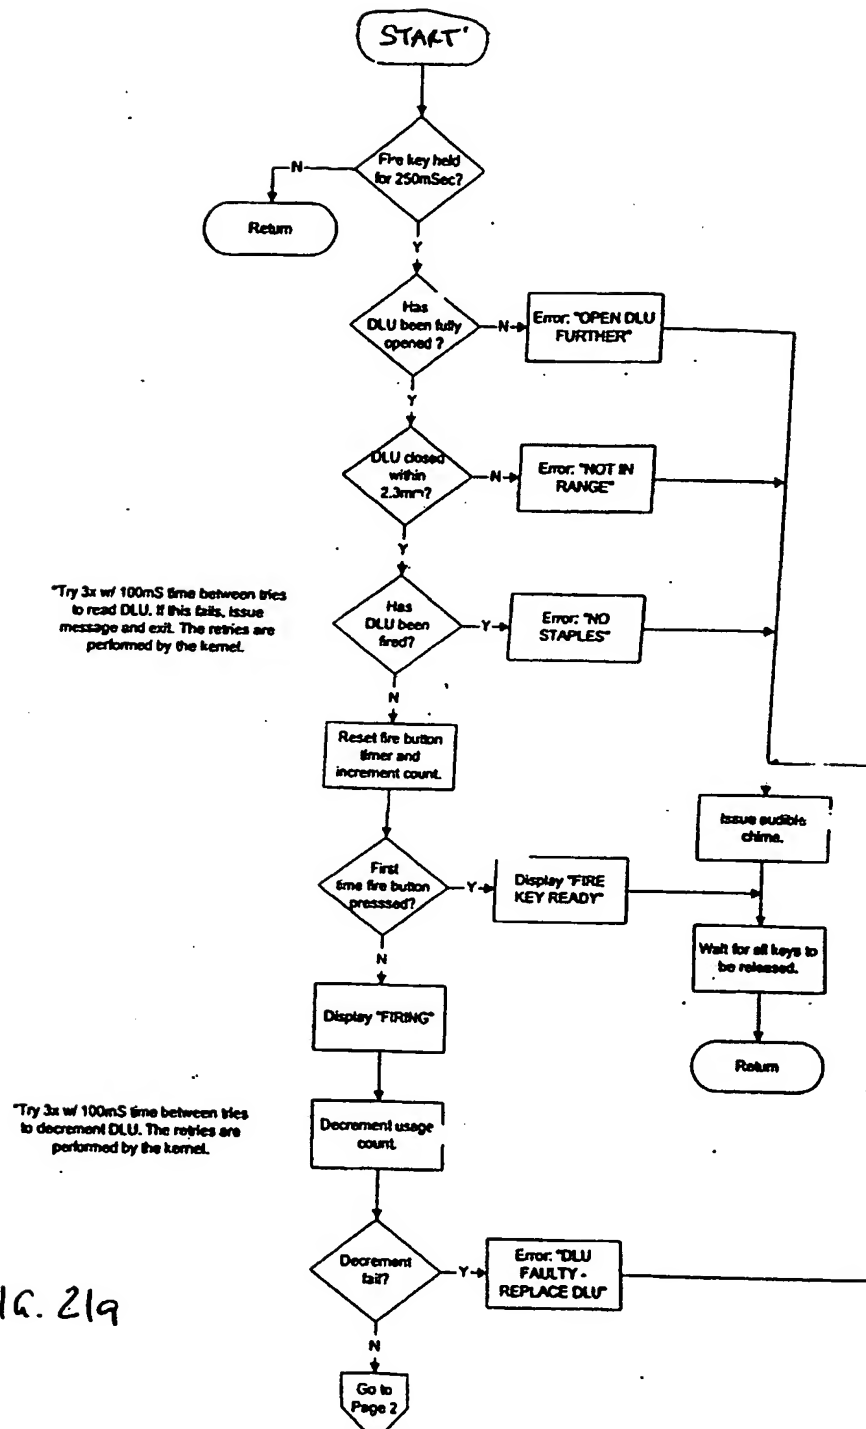 START
Fire key held
for 250mSec?
N
Return
Y
Has
DLU been fully
opened ?
N
Error: "OPEN DLU
FURTHER"
Y
DLU closed
within
2.3mm?
N
Error: "NOT IN
RANGE"
Y
"Try 3x w/ 100mS time between tries
to read DLU. If this fails, issue
message and exit. The retries are
performed by the kernel.
Has
DLU been
fired?
Y
Error: "NO
STAPLES"
N
Reset fire button
timer and
increment count.
Issue audible
chime.
First
time fire button
presssed?
Y
Display "FIRE
KEY READY"
Wait for all keys to
be released.
N
Display "FIRING"
Return
"Try 3x w/ 100mS time between tries
to decrement DLU. The retries are
performed by the kernel.
Decrement usage
count.
Decrement
fail?
Y
Error: "DLU
FAULTY -
REPLACE DLU"
IG. 21a
N
Go to
Page 2